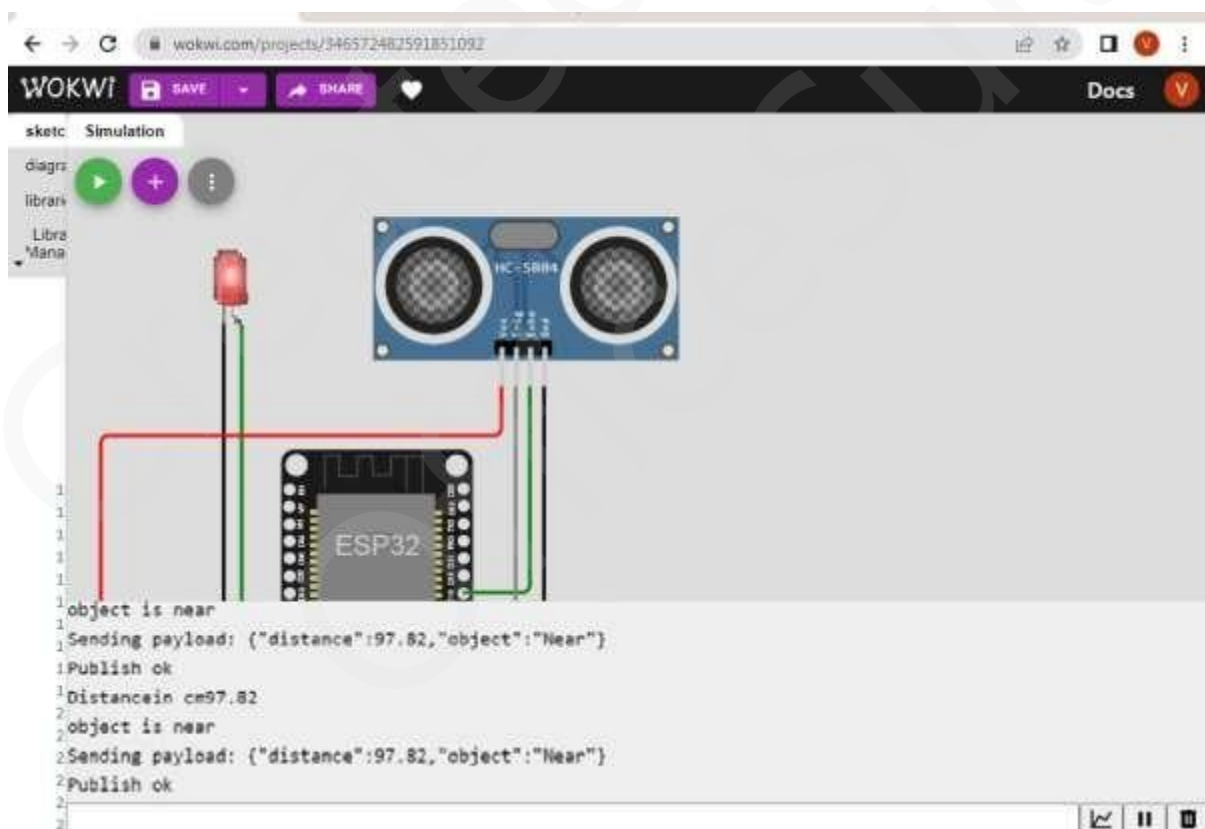 wokwi.com/projects/346572482591851092
V
WOKWI SAVE SHARE Docs V
sketc Simulation
diagra
librari
Libra
Mana
HC-SR04
ESP32
object is near
Sending payload: {"distance":97.82,"object":"Near"}
Publish ok
Distancein cm97.82
object is near
Sending payload: {"distance":97.82,"object":"Near"}
Publish ok